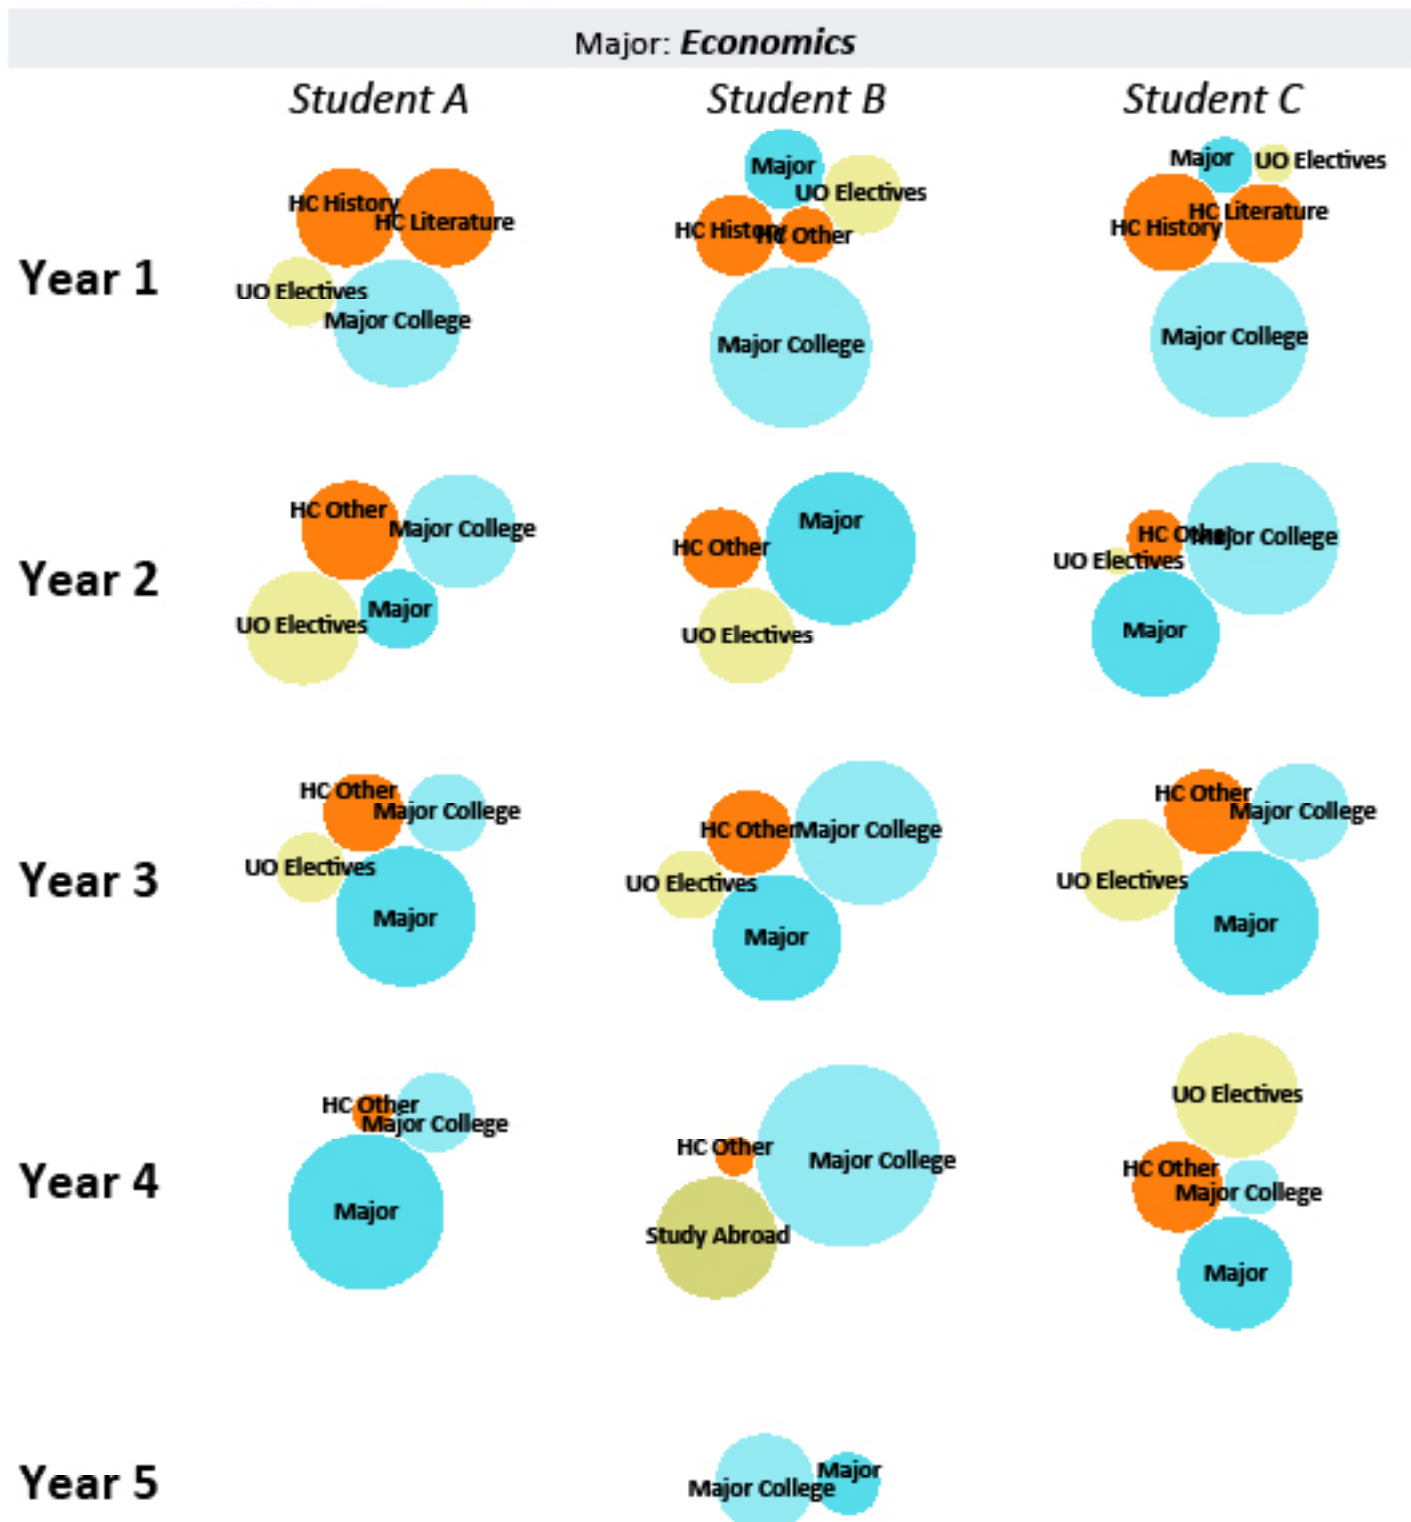 Major: Economics
Student A
Student B
Student C
Year 1
HC History
HC Literature
UO Electives
Major College
Major
UO Electives
HC History
HC Other
Major College
Major
UO Electives
HC Literature
HC History
Major College
Year 2
HC Other
Major College
UO Electives
Major
Major
HC Other
UO Electives
HC Other
Major College
UO Electives
Major
Year 3
HC Other
Major College
UO Electives
Major
HC Other
Major College
UO Electives
Major
HC Other
Major College
UO Electives
Major
Year 4
HC Other
Major College
Major
HC Other
Major College
Study Abroad
UO Electives
HC Other
Major College
Major
Year 5
Major College
Major